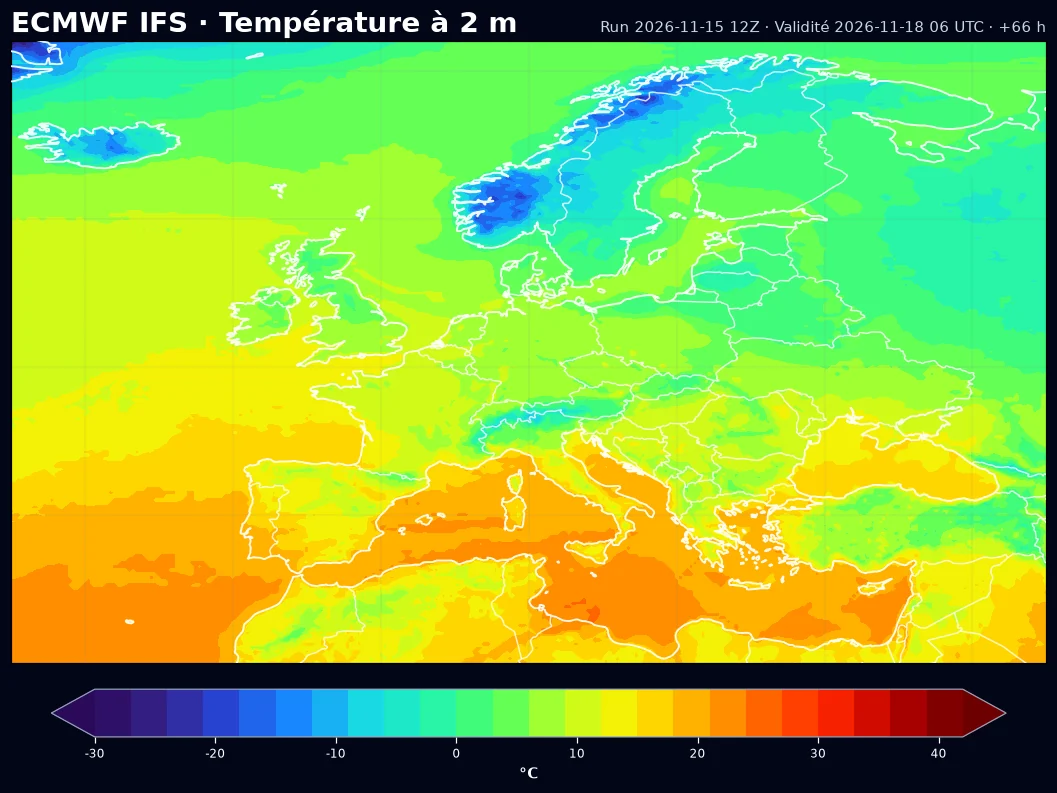 ECMWF IFS · Température à 2 m
Run 2026-11-15 12Z · Validité 2026-11-18 06 UTC · +66 h
-30 -20 -10 0 10 20 30 40
°C